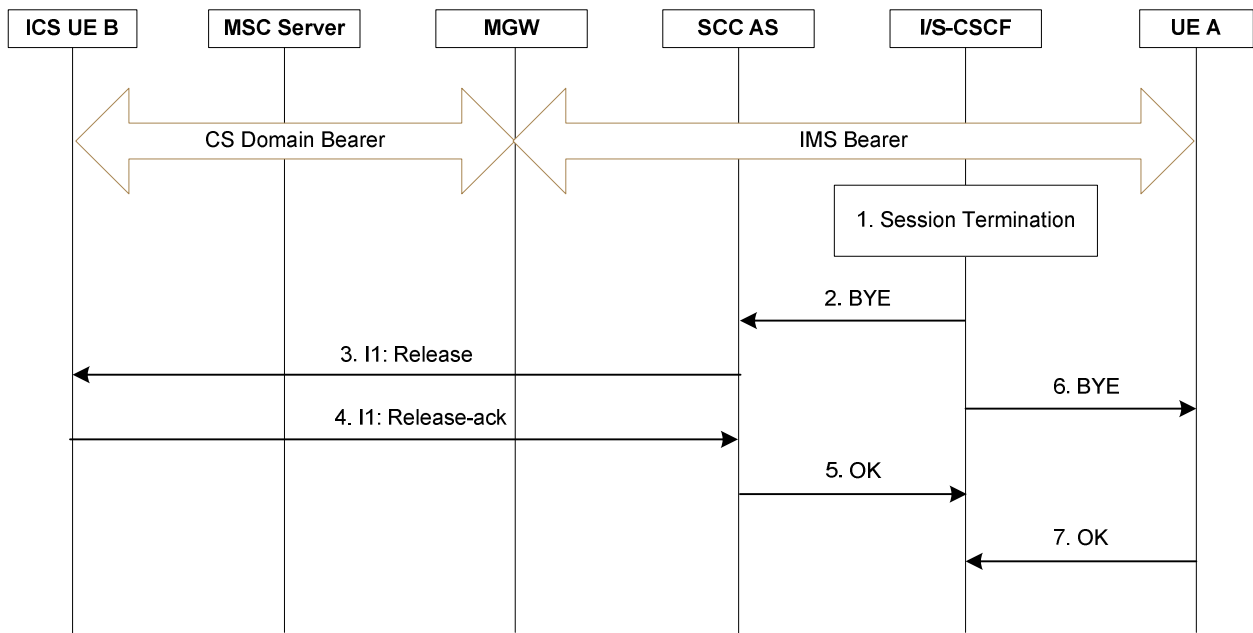 ICS UE B
MSC Server
MGW
SCC AS
I/S-CSCF
UE A
CS Domain Bearer
IMS Bearer
1. Session Termination
2. BYE
3. I1: Release
6. BYE
4. I1: Release-ack
5. OK
7. OK